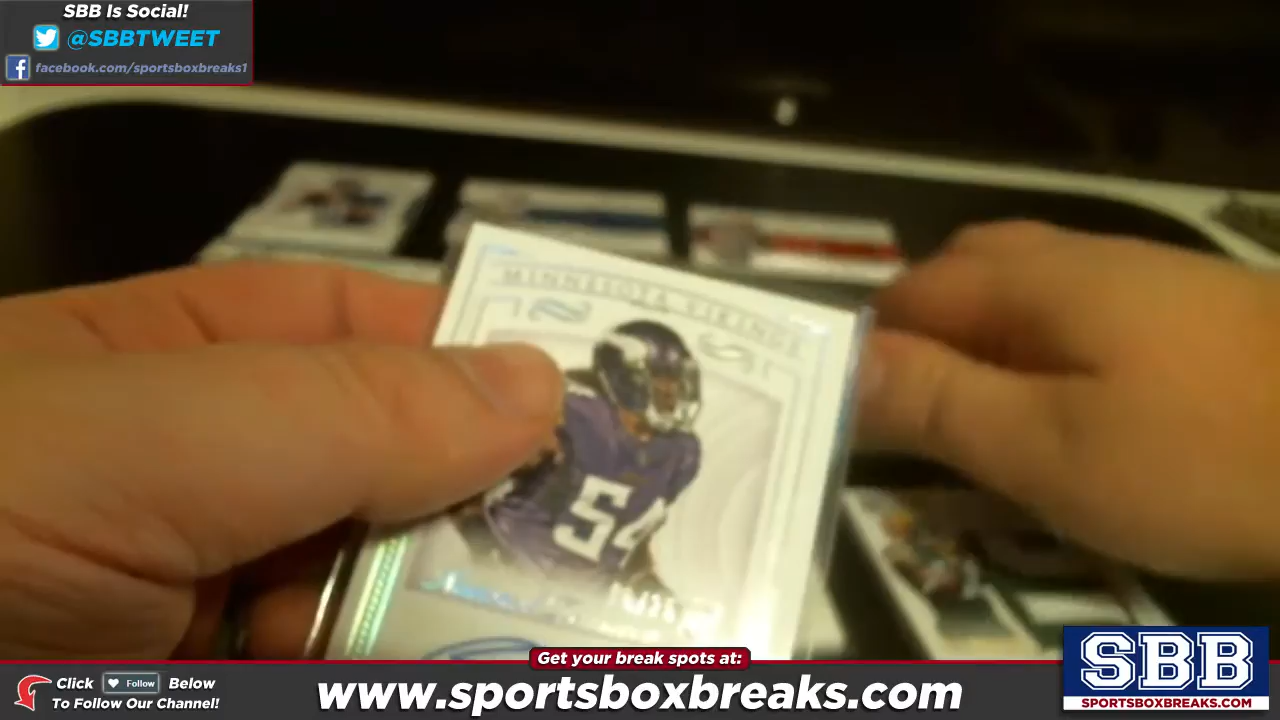 SBB Is Social!
@SBBTWEET
facebook.com/sportsboxbreaks1
MINNESOTA VIKINGS
54
Get your break spots at:
Click Follow Below
To Follow Our Channel!
www.sportsboxbreaks.com
SBB
SPORTSBOXBREAKS.COM